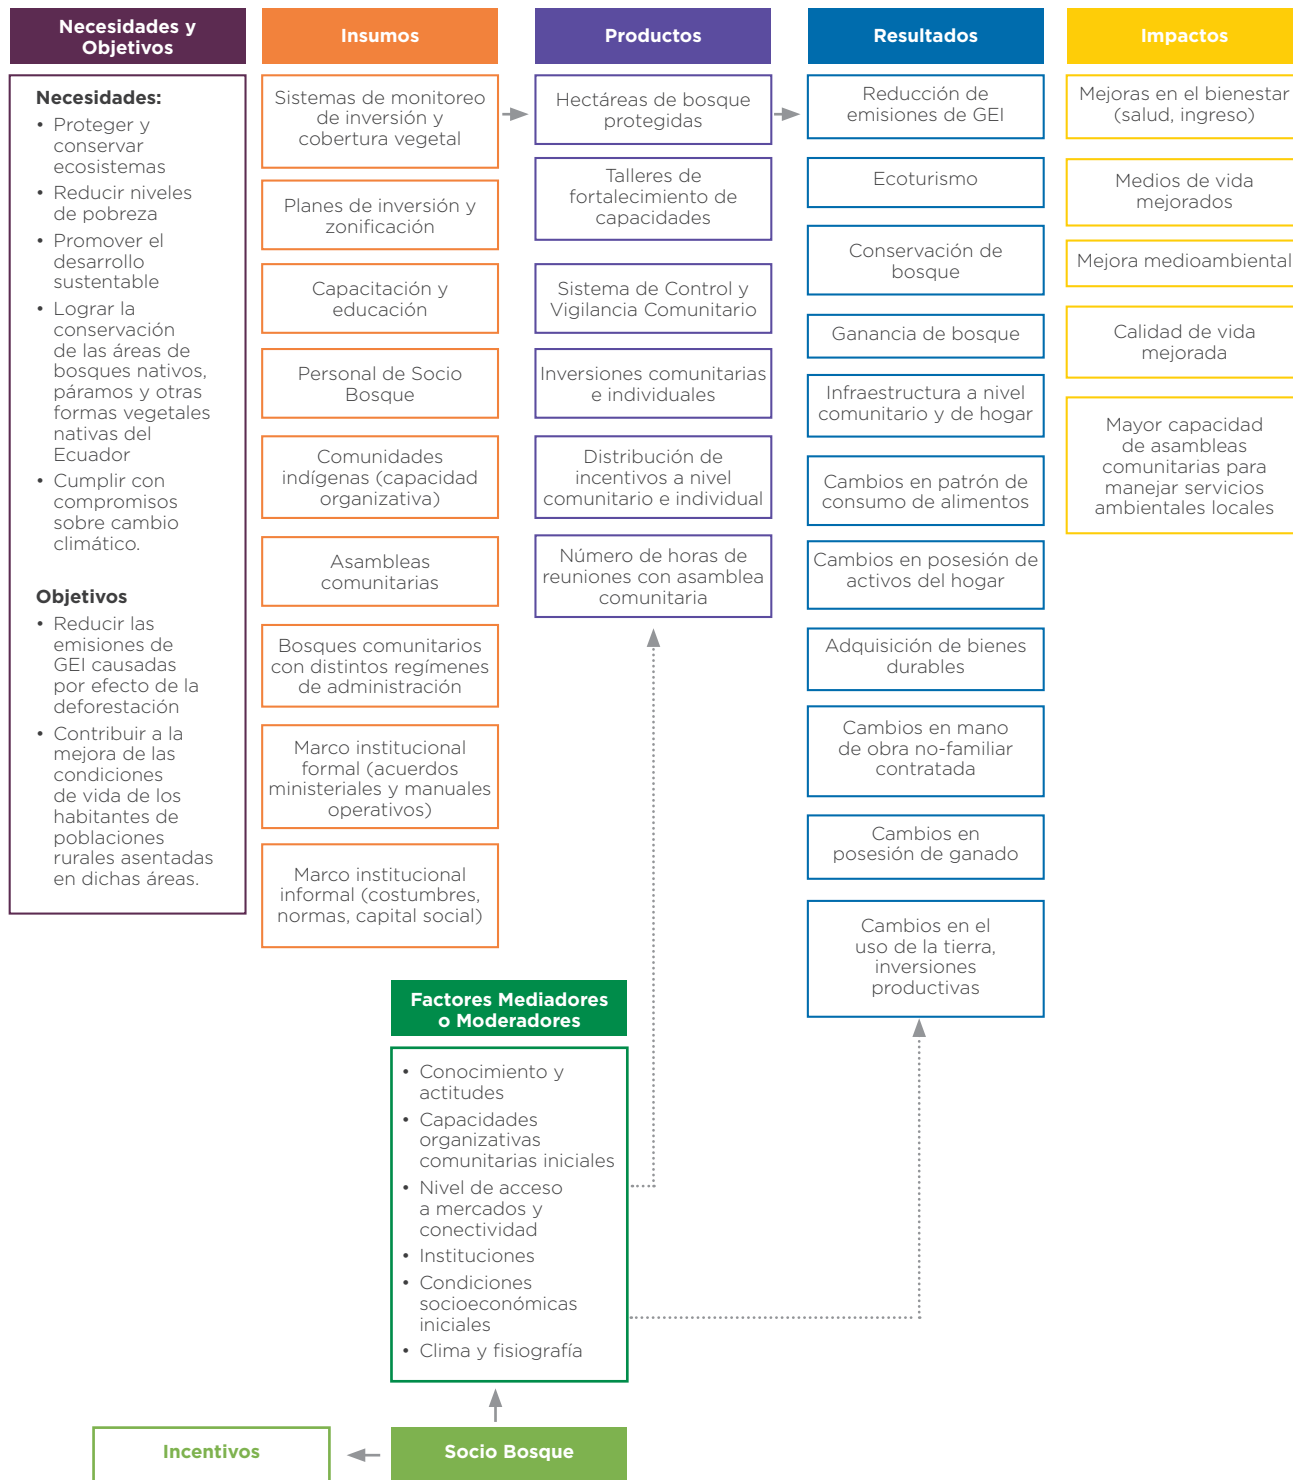 Necesidades y
Objetivos
Necesidades:
• Proteger y
conservar
ecosistemas
• Reducir niveles
de pobreza
• Promover el
desarrollo
sustentable
• Lograr la
conservación
de las áreas de
bosques nativos,
páramos y otras
formas vegetales
nativas del
Ecuador
• Cumplir con
compromisos
sobre cambio
climático.
Objetivos
• Reducir las
emisiones de
GEI causadas
por efecto de la
deforestación
• Contribuir a la
mejora de las
condiciones
de vida de los
habitantes de
poblaciones
rurales asentadas
en dichas áreas.
Insumos
Sistemas de monitoreo
de inversión y
cobertura vegetal
Planes de inversión y
zonificación
Capacitación y
educación
Personal de Socio
Bosque
Comunidades
indígenas (capacidad
organizativa)
Asambleas
comunitarias
Bosques comunitarios
con distintos regímenes
de administración
Marco institucional
formal (acuerdos
ministeriales y manuales
operativos)
Marco institucional
informal (costumbres,
normas, capital social)
Productos
Hectáreas de bosque
protegidas
Talleres de
fortalecimiento de
capacidades
Sistema de Control y
Vigilancia Comunitario
Inversiones comunitarias
e individuales
Distribución de
incentivos a nivel
comunitario e individual
Número de horas de
reuniones con asamblea
comunitaria
Resultados
Reducción de
emisiones de GEI
Ecoturismo
Conservación de
bosque
Ganancia de bosque
Infraestructura a nivel
comunitario y de hogar
Cambios en patrón de
consumo de alimentos
Cambios en posesión de
activos del hogar
Adquisición de bienes
durables
Cambios en mano
de obra no-familiar
contratada
Cambios en
posesión de ganado
Cambios en el
uso de la tierra,
inversiones
productivas
Impactos
Mejoras en el bienestar
(salud, ingreso)
Medios de vida
mejorados
Mejora medioambiental
Calidad de vida
mejorada
Mayor capacidad
de asambleas
comunitarias para
manejar servicios
ambientales locales
Factores Mediadores
o Moderadores
• Conocimiento y
actitudes
• Capacidades
organizativas
comunitarias iniciales
• Nivel de acceso
a mercados y
conectividad
• Instituciones
• Condiciones
socioeconómicas
iniciales
• Clima y fisiografía
Incentivos
Socio Bosque